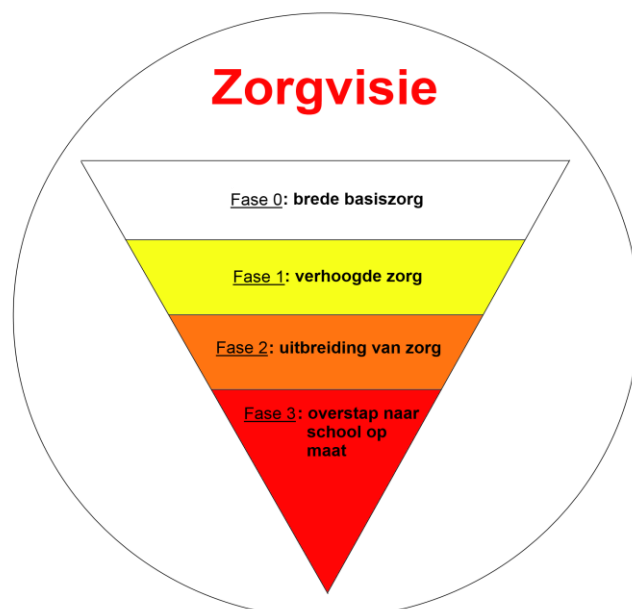 Zorgvisie
Fase 0: brede basiszorg
Fase 1: verhoogde zorg
Fase 2: uitbreiding van zorg
Fase 3: overstap naar
school op
maat